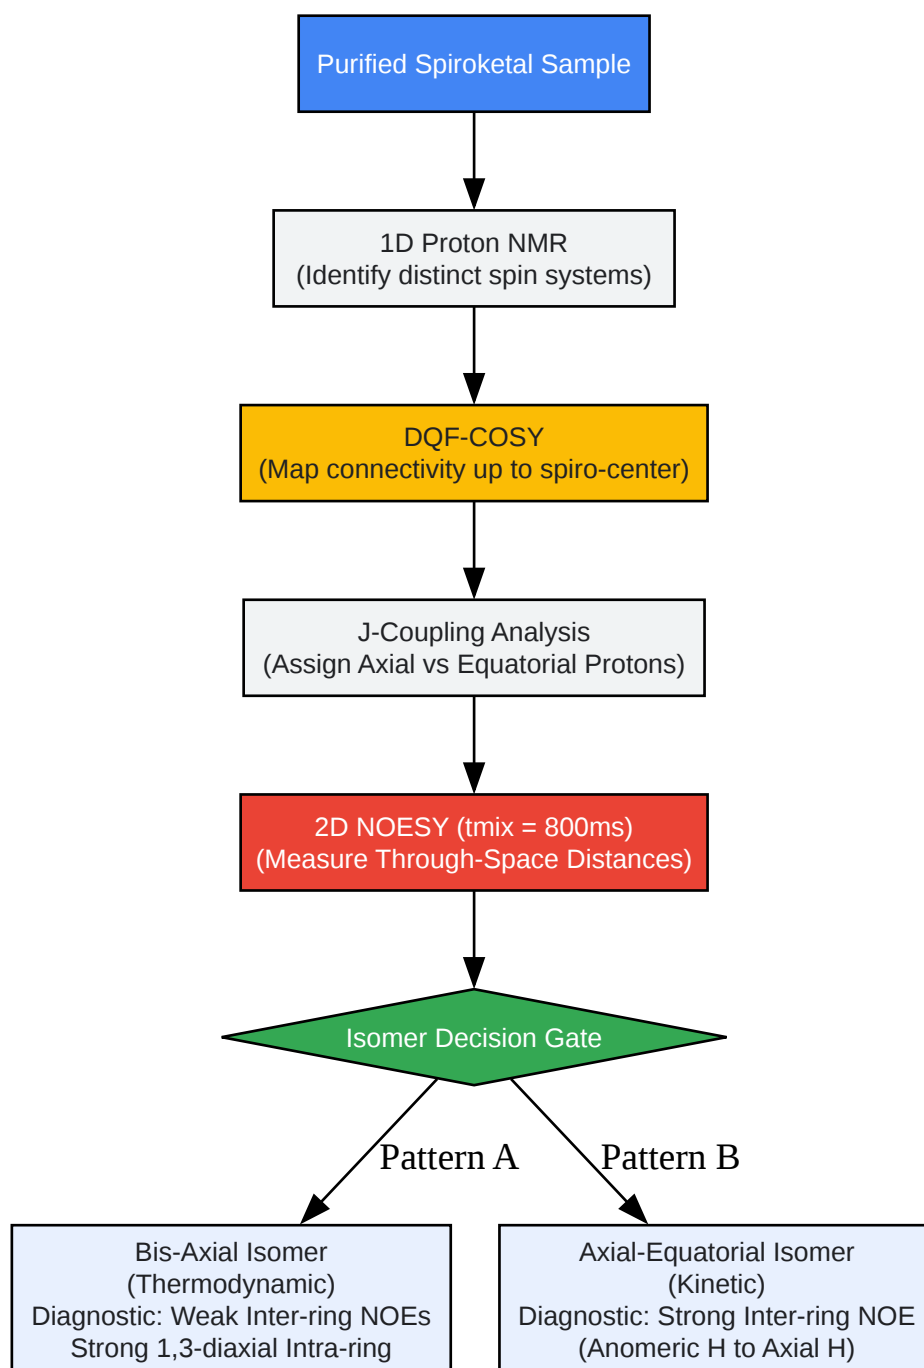 Purified Spiroketal Sample
1D Proton NMR
(Identify distinct spin systems)
DQF-COSY
(Map connectivity up to spiro-center)
J-Coupling Analysis
(Assign Axial vs Equatorial Protons)
2D NOESY (tmix = 800ms)
(Measure Through-Space Distances)
Isomer Decision Gate
Pattern A
Pattern B
Bis-Axial Isomer
(Thermodynamic)
Diagnostic: Weak Inter-ring NOEs
Strong 1,3-diaxial Intra-ring
Axial-Equatorial Isomer
(Kinetic)
Diagnostic: Strong Inter-ring NOE
(Anomeric H to Axial H)